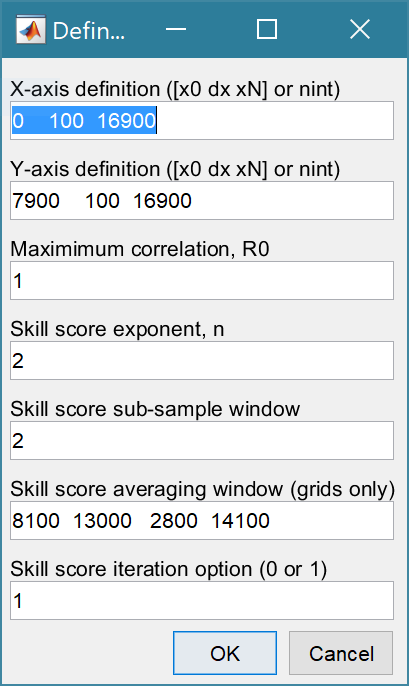 Defin...
X-axis definition ([x0 dx xN] or nint)
0 100 16900
Y-axis definition ([x0 dx xN] or nint)
7900 100 16900
Maximimum correlation, R0
1
Skill score exponent, n
2
Skill score sub-sample window
2
Skill score averaging window (grids only)
8100 13000 2800 14100
Skill score iteration option (0 or 1)
1
OK Cancel